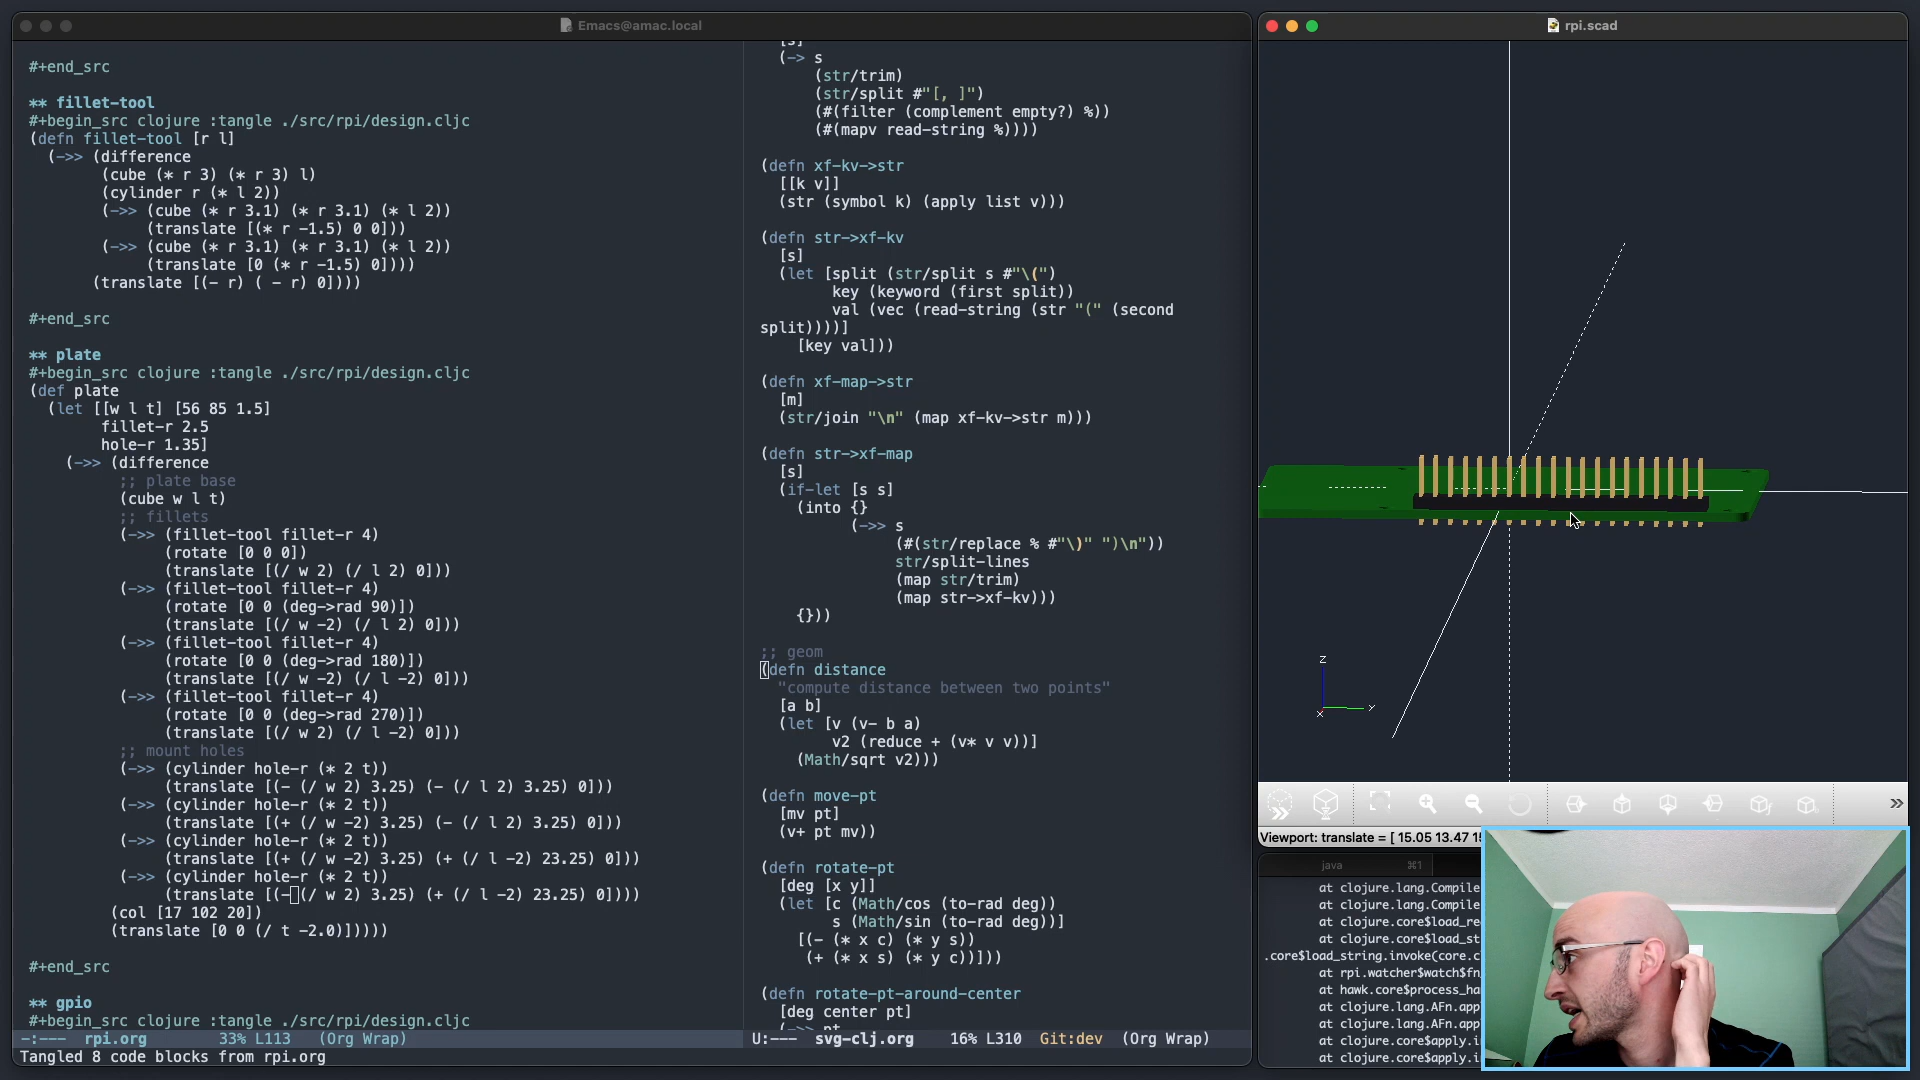 Emacs@amac.local
#+end_src
** fillet-tool
#+begin_src clojure :tangle ./src/rpi/design.cljc
(defn fillet-tool [r l]
(->> (difference
(cube (* r 3) (* r 3) l)
(cylinder r (* l 2))
(->> (cube (* r 3.1) (* r 3.1) (* l 2))
(translate [(* r -1.5) 0 0]))
(->> (cube (* r 3.1) (* r 3.1) (* l 2))
(translate [0 (* r -1.5) 0])))
(translate [(- r) ( - r) 0])))
#+end_src
** plate
#+begin_src clojure :tangle ./src/rpi/design.cljc
(def plate
(let [[w l t] [56 85 1.5]
fillet-r 2.5
hole-r 1.35]
(->> (difference
;; plate base
(cube w l t)
;; fillets
(->> (fillet-tool fillet-r 4)
(rotate [0 0 0])
(translate [(/ w 2) (/ l 2) 0]))
(->> (fillet-tool fillet-r 4)
(rotate [0 0 (deg->rad 90)])
(translate [(/ w -2) (/ l 2) 0]))
(->> (fillet-tool fillet-r 4)
(rotate [0 0 (deg->rad 180)])
(translate [(/ w -2) (/ l -2) 0]))
(->> (fillet-tool fillet-r 4)
(rotate [0 0 (deg->rad 270)])
(translate [(/ w 2) (/ l -2) 0]))
;; mount holes
(->> (cylinder hole-r (* 2 t))
(translate [(- (/ w 2) 3.25) (- (/ l 2) 3.25) 0]))
(->> (cylinder hole-r (* 2 t))
(translate [(+ (/ w -2) 3.25) (- (/ l 2) 3.25) 0]))
(->> (cylinder hole-r (* 2 t))
(translate [(+ (/ w -2) 3.25) (+ (/ l -2) 23.25) 0]))
(->> (cylinder hole-r (* 2 t))
(translate [(- (/ w 2) 3.25) (+ (/ l -2) 23.25) 0])))
(col [17 102 20])
(translate [0 0 (/ t -2.0)]))))
#+end_src
** gpio
#+begin_src clojure :tangle ./src/rpi/design.cljc
-:--- rpi.org 33% L113 (Org Wrap)
Tangled 8 code blocks from rpi.org
[s]
(-> s
(str/trim)
(str/split #"[, ]")
(#(filter (complement empty?) %))
(#(mapv read-string %))))
(defn xf-kv->str
[[k v]]
(str (symbol k) (apply list v)))
(defn str->xf-kv
[s]
(let [split (str/split s #"\(")
key (keyword (first split))
val (vec (read-string (str "(" (second
split))))]
[key val]))
(defn xf-map->str
[m]
(str/join "\n" (map xf-kv->str m)))
(defn str->xf-map
[s]
(if-let [s s]
(into {}
(->> s
(#(str/replace % #"\)" ")\n"))
str/split-lines
(map str/trim)
(map str->xf-kv)))
{}))
;; geom
(defn distance
"compute distance between two points"
[a b]
(let [v (v- b a)
v2 (reduce + (v* v v))]
(Math/sqrt v2)))
(defn move-pt
[mv pt]
(v+ pt mv))
(defn rotate-pt
[deg [x y]]
(let [c (Math/cos (to-rad deg))
s (Math/sin (to-rad deg))]
[(- (* x c) (* y s))
(+ (* x s) (* y c))]))
(defn rotate-pt-around-center
[deg center pt]
(->> pt
U:--- svg-clj.org 16% L310 Git:dev (Org Wrap)
rpi.scad
Z
Y
X
Viewport: translate = [ 15.05 13.47
java ⌘1
at clojure.lang.Compile
at clojure.lang.Compile
at clojure.core$load_re
at clojure.core$load_st
.core$load_string.invoke(core.c
at rpi.watcher$watch$fn
at hawk.core$process_ha
at clojure.lang.AFn.app
at clojure.lang.AFn.app
at clojure.core$apply.i
at clojure.core$apply.i